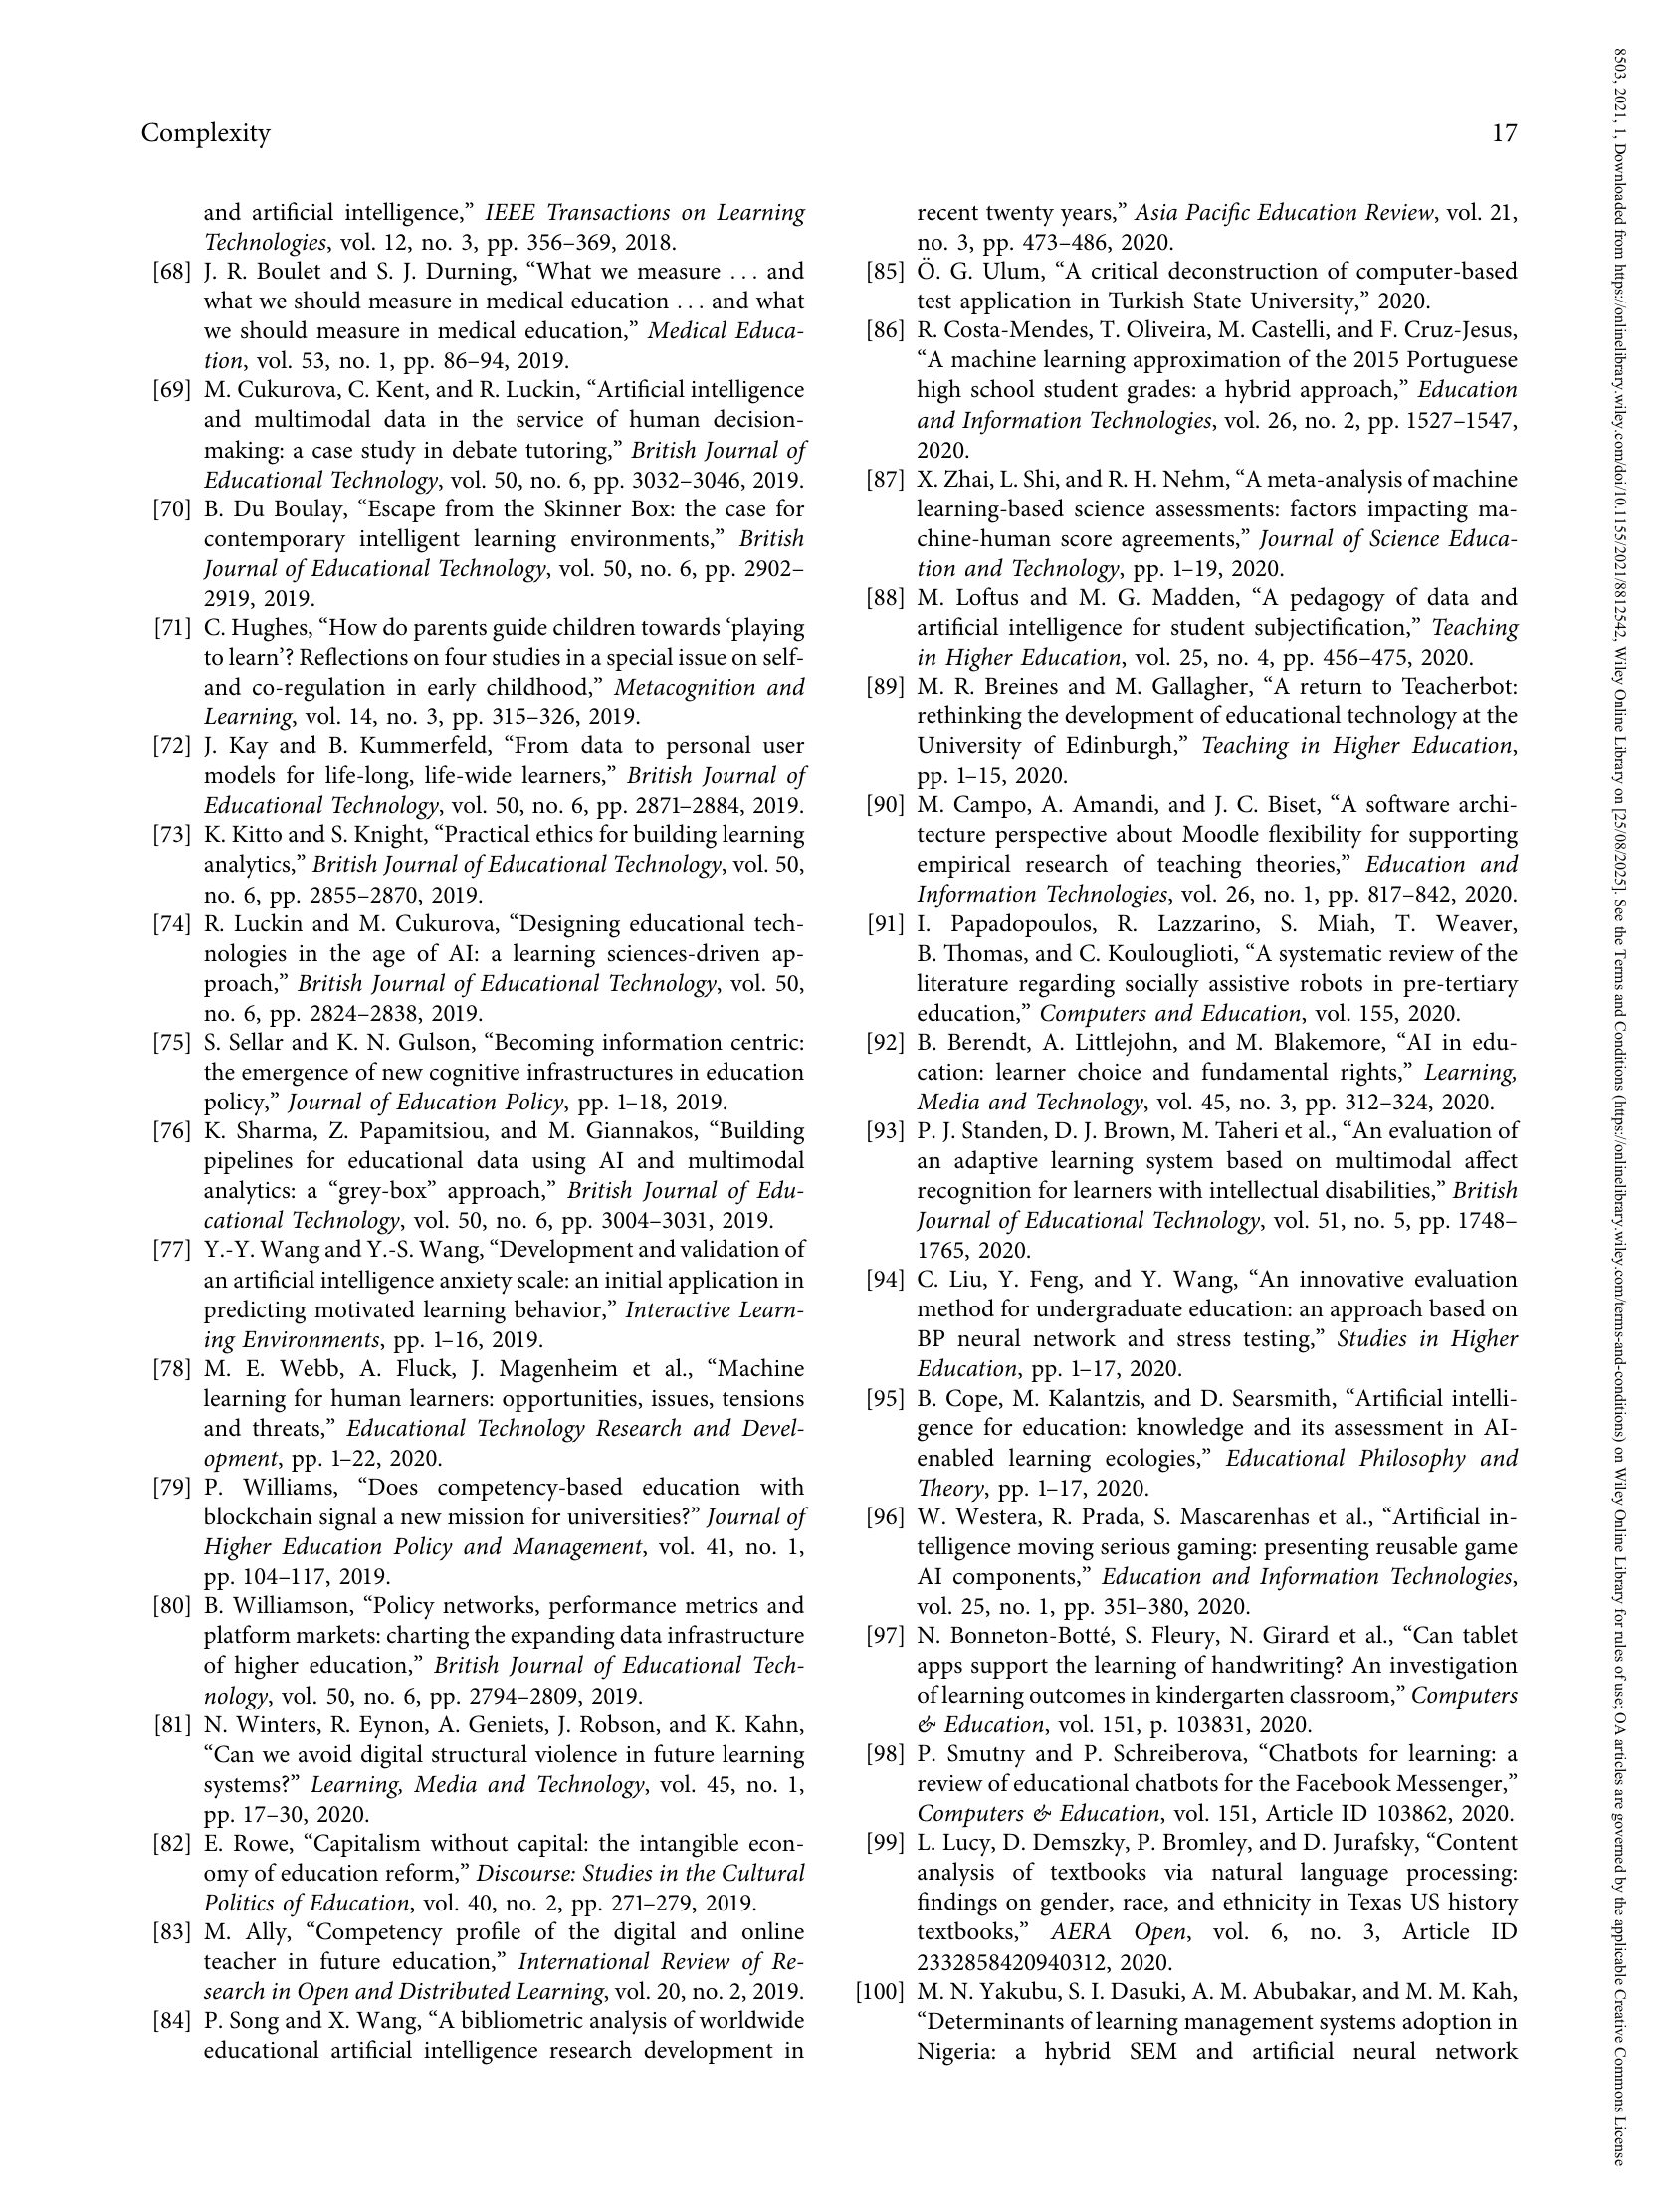 Complexity
17
and artificial intelligence,” IEEE Transactions on Learning
Technologies, vol. 12, no. 3, pp. 356–369, 2018.
[68] J. R. Boulet and S. J. Durning, “What we measure . . . and
what we should measure in medical education . . . and what
we should measure in medical education,” Medical Educa-
tion, vol. 53, no. 1, pp. 86–94, 2019.
[69] M. Cukurova, C. Kent, and R. Luckin, “Artificial intelligence
and multimodal data in the service of human decision-
making: a case study in debate tutoring,” British Journal of
Educational Technology, vol. 50, no. 6, pp. 3032–3046, 2019.
[70] B. Du Boulay, “Escape from the Skinner Box: the case for
contemporary intelligent learning environments,” British
Journal of Educational Technology, vol. 50, no. 6, pp. 2902–
2919, 2019.
[71] C. Hughes, “How do parents guide children towards ‘playing
to learn’? Reflections on four studies in a special issue on self-
and co-regulation in early childhood,” Metacognition and
Learning, vol. 14, no. 3, pp. 315–326, 2019.
[72] J. Kay and B. Kummerfeld, “From data to personal user
models for life-long, life-wide learners,” British Journal of
Educational Technology, vol. 50, no. 6, pp. 2871–2884, 2019.
[73] K. Kitto and S. Knight, “Practical ethics for building learning
analytics,” British Journal of Educational Technology, vol. 50,
no. 6, pp. 2855–2870, 2019.
[74] R. Luckin and M. Cukurova, “Designing educational tech-
nologies in the age of AI: a learning sciences-driven ap-
proach,” British Journal of Educational Technology, vol. 50,
no. 6, pp. 2824–2838, 2019.
[75] S. Sellar and K. N. Gulson, “Becoming information centric:
the emergence of new cognitive infrastructures in education
policy,” Journal of Education Policy, pp. 1–18, 2019.
[76] K. Sharma, Z. Papamitsiou, and M. Giannakos, “Building
pipelines for educational data using AI and multimodal
analytics: a “grey-box” approach,” British Journal of Edu-
cational Technology, vol. 50, no. 6, pp. 3004–3031, 2019.
[77] Y.-Y. Wang and Y.-S. Wang, “Development and validation of
an artificial intelligence anxiety scale: an initial application in
predicting motivated learning behavior,” Interactive Learn-
ing Environments, pp. 1–16, 2019.
[78] M. E. Webb, A. Fluck, J. Magenheim et al., “Machine
learning for human learners: opportunities, issues, tensions
and threats,” Educational Technology Research and Devel-
opment, pp. 1–22, 2020.
[79] P. Williams, “Does competency-based education with
blockchain signal a new mission for universities?” Journal of
Higher Education Policy and Management, vol. 41, no. 1,
pp. 104–117, 2019.
[80] B. Williamson, “Policy networks, performance metrics and
platform markets: charting the expanding data infrastructure
of higher education,” British Journal of Educational Tech-
nology, vol. 50, no. 6, pp. 2794–2809, 2019.
[81] N. Winters, R. Eynon, A. Geniets, J. Robson, and K. Kahn,
“Can we avoid digital structural violence in future learning
systems?” Learning, Media and Technology, vol. 45, no. 1,
pp. 17–30, 2020.
[82] E. Rowe, “Capitalism without capital: the intangible econ-
omy of education reform,” Discourse: Studies in the Cultural
Politics of Education, vol. 40, no. 2, pp. 271–279, 2019.
[83] M. Ally, “Competency profile of the digital and online
teacher in future education,” International Review of Re-
search in Open and Distributed Learning, vol. 20, no. 2, 2019.
[84] P. Song and X. Wang, “A bibliometric analysis of worldwide
educational artificial intelligence research development in
recent twenty years,” Asia Pacific Education Review, vol. 21,
no. 3, pp. 473–486, 2020.
[85] Ö. G. Ulum, “A critical deconstruction of computer-based
test application in Turkish State University,” 2020.
[86] R. Costa-Mendes, T. Oliveira, M. Castelli, and F. Cruz-Jesus,
“A machine learning approximation of the 2015 Portuguese
high school student grades: a hybrid approach,” Education
and Information Technologies, vol. 26, no. 2, pp. 1527–1547,
2020.
[87] X. Zhai, L. Shi, and R. H. Nehm, “A meta-analysis of machine
learning-based science assessments: factors impacting ma-
chine-human score agreements,” Journal of Science Educa-
tion and Technology, pp. 1–19, 2020.
[88] M. Loftus and M. G. Madden, “A pedagogy of data and
artificial intelligence for student subjectification,” Teaching
in Higher Education, vol. 25, no. 4, pp. 456–475, 2020.
[89] M. R. Breines and M. Gallagher, “A return to Teacherbot:
rethinking the development of educational technology at the
University of Edinburgh,” Teaching in Higher Education,
pp. 1–15, 2020.
[90] M. Campo, A. Amandi, and J. C. Biset, “A software archi-
tecture perspective about Moodle flexibility for supporting
empirical research of teaching theories,” Education and
Information Technologies, vol. 26, no. 1, pp. 817–842, 2020.
[91] I. Papadopoulos, R. Lazzarino, S. Miah, T. Weaver,
B. Thomas, and C. Koulouglioti, “A systematic review of the
literature regarding socially assistive robots in pre-tertiary
education,” Computers and Education, vol. 155, 2020.
[92] B. Berendt, A. Littlejohn, and M. Blakemore, “AI in edu-
cation: learner choice and fundamental rights,” Learning,
Media and Technology, vol. 45, no. 3, pp. 312–324, 2020.
[93] P. J. Standen, D. J. Brown, M. Taheri et al., “An evaluation of
an adaptive learning system based on multimodal affect
recognition for learners with intellectual disabilities,” British
Journal of Educational Technology, vol. 51, no. 5, pp. 1748–
1765, 2020.
[94] C. Liu, Y. Feng, and Y. Wang, “An innovative evaluation
method for undergraduate education: an approach based on
BP neural network and stress testing,” Studies in Higher
Education, pp. 1–17, 2020.
[95] B. Cope, M. Kalantzis, and D. Searsmith, “Artificial intelli-
gence for education: knowledge and its assessment in AI-
enabled learning ecologies,” Educational Philosophy and
Theory, pp. 1–17, 2020.
[96] W. Westera, R. Prada, S. Mascarenhas et al., “Artificial in-
telligence moving serious gaming: presenting reusable game
AI components,” Education and Information Technologies,
vol. 25, no. 1, pp. 351–380, 2020.
[97] N. Bonneton-Botté, S. Fleury, N. Girard et al., “Can tablet
apps support the learning of handwriting? An investigation
of learning outcomes in kindergarten classroom,” Computers
& Education, vol. 151, p. 103831, 2020.
[98] P. Smutny and P. Schreiberova, “Chatbots for learning: a
review of educational chatbots for the Facebook Messenger,”
Computers & Education, vol. 151, Article ID 103862, 2020.
[99] L. Lucy, D. Demszky, P. Bromley, and D. Jurafsky, “Content
analysis of textbooks via natural language processing:
findings on gender, race, and ethnicity in Texas US history
textbooks,” AERA Open, vol. 6, no. 3, Article ID
2332858420940312, 2020.
[100] M. N. Yakubu, S. I. Dasuki, A. M. Abubakar, and M. M. Kah,
“Determinants of learning management systems adoption in
Nigeria: a hybrid SEM and artificial neural network
8503, 2021, 1, Downloaded from https://onlinelibrary.wiley.com/doi/10.1155/2021/8812542, Wiley Online Library on [25/08/2025]. See the Terms and Conditions (https://onlinelibrary.wiley.com/terms-and-conditions) on Wiley Online Library for rules of use; OA articles are governed by the applicable Creative Commons License